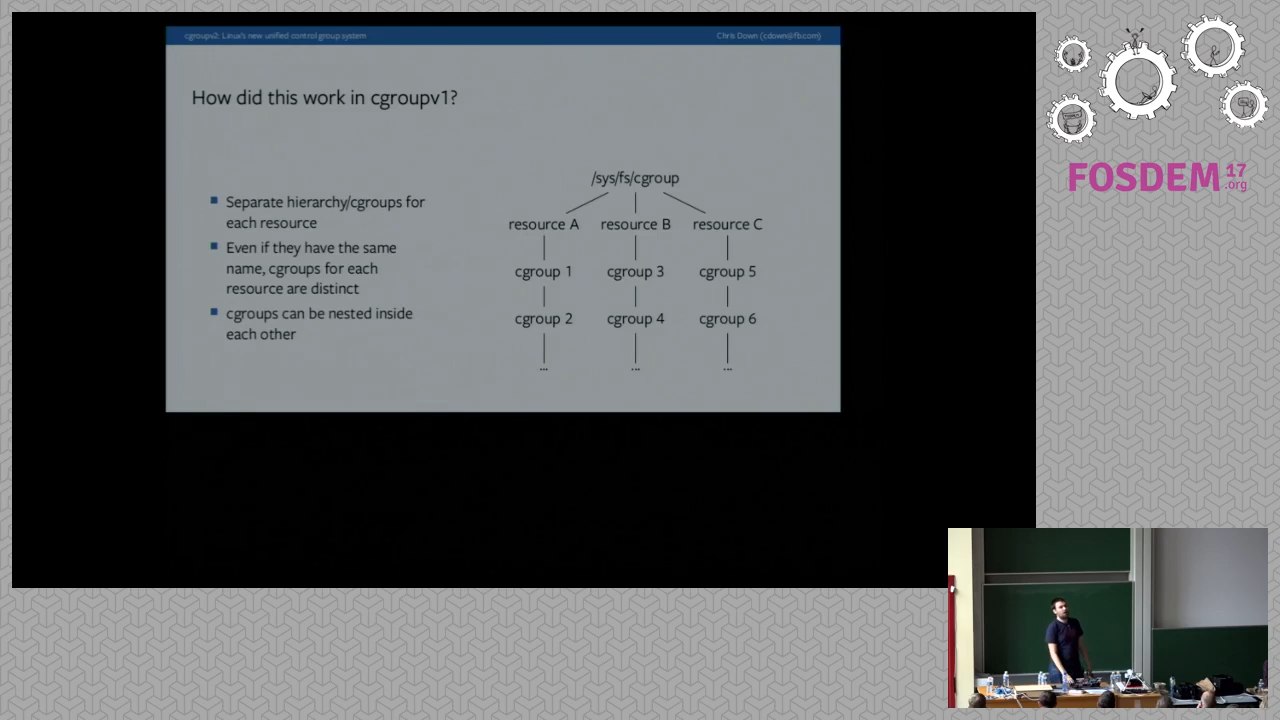 cgroupv2: Linux's new unified control group system
Chris Down (cdown@fb.com)
How did this work in cgroupv1?
Separate hierarchy/cgroups for
each resource
Even if they have the same
name, cgroups for each
resource are distinct
cgroups can be nested inside
each other
/sys/fs/cgroup
resource A resource B resource C
cgroup 1 cgroup 3 cgroup 5
cgroup 2 cgroup 4 cgroup 6
... ... ...
FOSDEM 17
.org